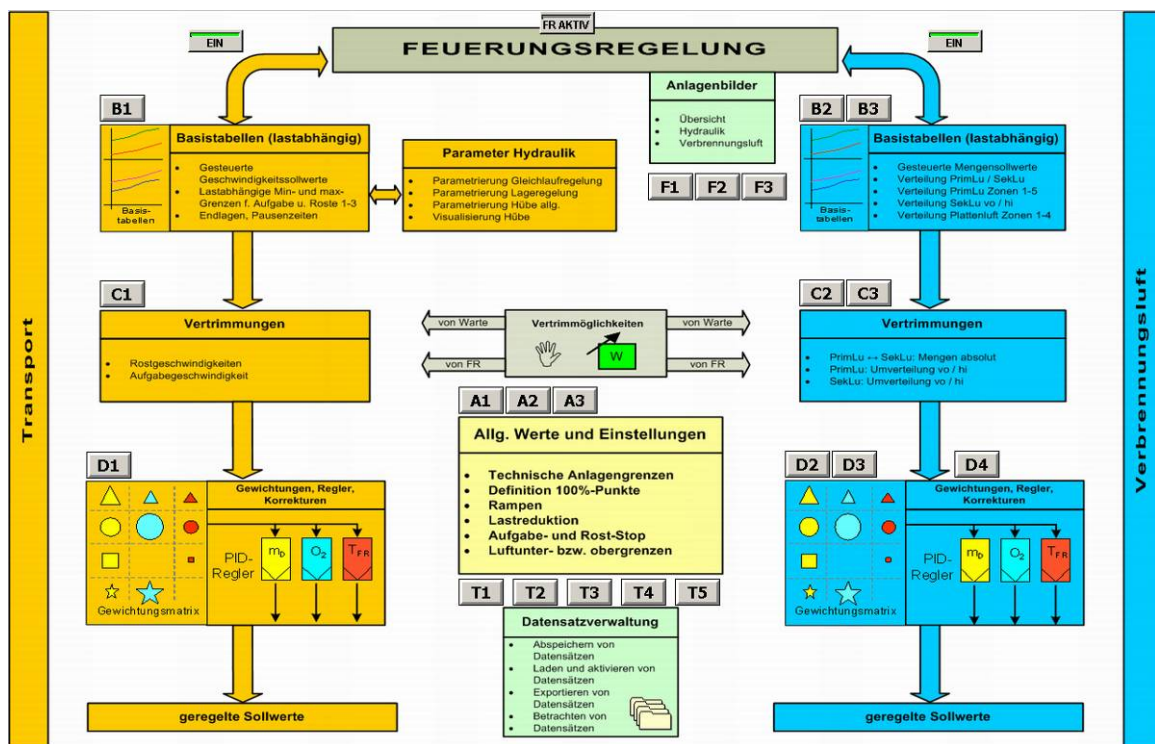 FR AKTIV
EIN
FEUERUNGSREGELUNG
EIN
Anlagenbilder
• Übersicht
• Hydraulik
• Verbrennungsluft
F1 F2 F3
B1
Basis-
tabellen
Basistabellen (lastabhängig)
• Gesteuerte
Geschwindigkeitssollwerte
• Lastabhängige Min- und max-
Grenzen f. Aufgabe u. Roste 1-3
• Endlagen, Pausenzeiten
Parameter Hydraulik
• Parametrierung Gleichlaufregelung
• Parametrierung Lageregelung
• Parametrierung Hübe allg.
• Visualisierung Hübe
B2 B3
Basis-
tabellen
Basistabellen (lastabhängig)
• Gesteuerte Mengensollwerte
• Verteilung PrimLu / SekLu
• Verteilung PrimLu Zonen 1-5
• Verteilung SekLu vo / hi
• Verteilung Plattenluft Zonen 1-4
Transport
Verbrennungsluft
C1
Vertrimmungen
• Rostgeschwindigkeiten
• Aufgabegeschwindigkeit
von Warte
von FR
Vertrimmöglichkeiten
W
von Warte
von FR
C2 C3
Vertrimmungen
• PrimLu ↔ SekLu: Mengen absolut
• PrimLu: Umverteilung vo / hi
• SekLu: Umverteilung vo / hi
A1 A2 A3
Allg. Werte und Einstellungen
• Technische Anlagengrenzen
• Definition 100%-Punkte
• Rampen
• Lastreduktion
• Aufgabe- und Rost-Stop
• Luftunter- bzw. obergrenzen
D1
Gewichtungsmatrix
Gewichtungen, Regler,
Korrekturen
PID-
Regler
mD O2 TFR
D2 D3 D4
Gewichtungsmatrix
Gewichtungen, Regler,
Korrekturen
PID-
Regler
mD O2 TFR
T1 T2 T3 T4 T5
Datensatzverwaltung
• Abspeichern von
• Datensätzen
• Laden und aktivieren von
• Datensätzen
• Exportieren von
• Datensätzen
• Betrachten von
• Datensätzen
geregelte Sollwerte
geregelte Sollwerte